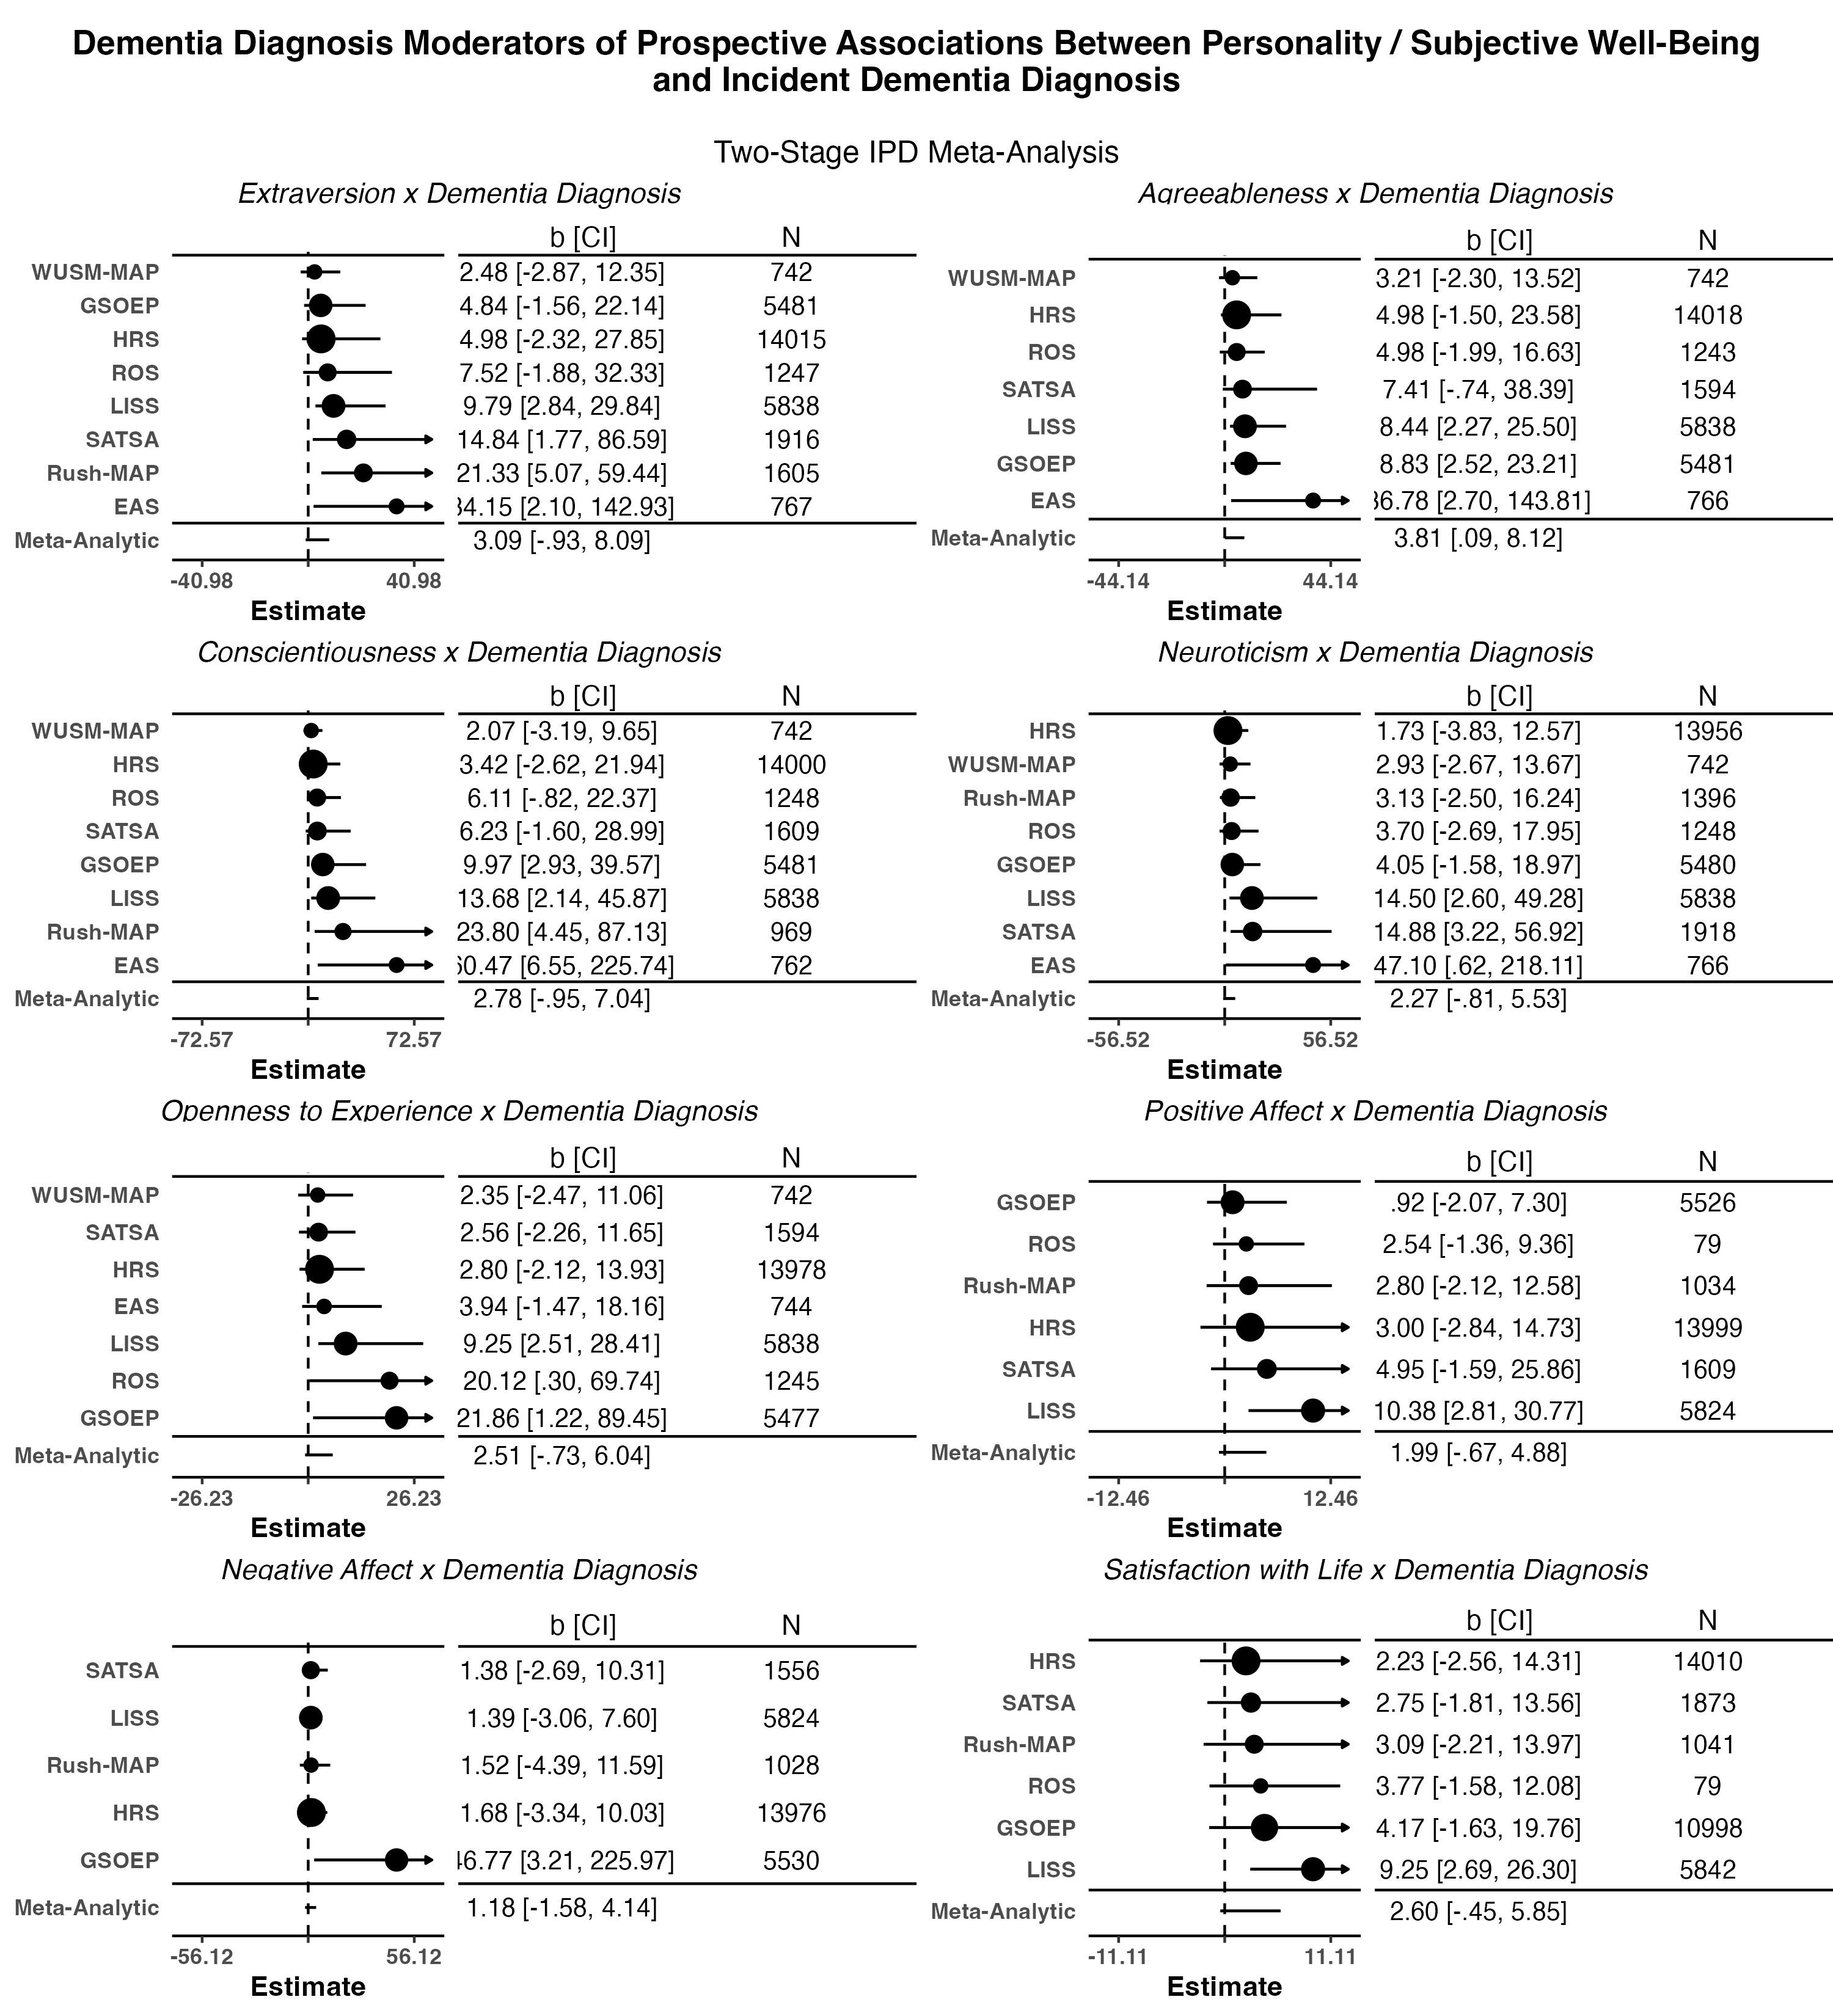 Dementia Diagnosis Moderators of Prospective Associations Between Personality / Subjective Well-Being
and Incident Dementia Diagnosis
Two-Stage IPD Meta-Analysis
Extraversion x Dementia Diagnosis
b [CI] N
WUSM-MAP 2.48 [-2.87, 12.35] 742
GSOEP 4.84 [-1.56, 22.14] 5481
HRS 4.98 [-2.32, 27.85] 14015
ROS 7.52 [-1.88, 32.33] 1247
LISS 9.79 [2.84, 29.84] 5838
SATSA 14.84 [1.77, 86.59] 1916
Rush-MAP 21.33 [5.07, 59.44] 1605
EAS 34.15 [2.10, 142.93] 767
Meta-Analytic 3.09 [-.93, 8.09]
-40.98 40.98
Estimate
Agreeableness x Dementia Diagnosis
b [CI] N
WUSM-MAP 3.21 [-2.30, 13.52] 742
HRS 4.98 [-1.50, 23.58] 14018
ROS 4.98 [-1.99, 16.63] 1243
SATSA 7.41 [-.74, 38.39] 1594
LISS 8.44 [2.27, 25.50] 5838
GSOEP 8.83 [2.52, 23.21] 5481
EAS 36.78 [2.70, 143.81] 766
Meta-Analytic 3.81 [.09, 8.12]
-44.14 44.14
Estimate
Conscientiousness x Dementia Diagnosis
b [CI] N
WUSM-MAP 2.07 [-3.19, 9.65] 742
HRS 3.42 [-2.62, 21.94] 14000
ROS 6.11 [-.82, 22.37] 1248
SATSA 6.23 [-1.60, 28.99] 1609
GSOEP 9.97 [2.93, 39.57] 5481
LISS 13.68 [2.14, 45.87] 5838
Rush-MAP 23.80 [4.45, 87.13] 969
EAS 60.47 [6.55, 225.74] 762
Meta-Analytic 2.78 [-.95, 7.04]
-72.57 72.57
Estimate
Neuroticism x Dementia Diagnosis
b [CI] N
HRS 1.73 [-3.83, 12.57] 13956
WUSM-MAP 2.93 [-2.67, 13.67] 742
Rush-MAP 3.13 [-2.50, 16.24] 1396
ROS 3.70 [-2.69, 17.95] 1248
GSOEP 4.05 [-1.58, 18.97] 5480
LISS 14.50 [2.60, 49.28] 5838
SATSA 14.88 [3.22, 56.92] 1918
EAS 47.10 [.62, 218.11] 766
Meta-Analytic 2.27 [-.81, 5.53]
-56.52 56.52
Estimate
Openness to Experience x Dementia Diagnosis
b [CI] N
WUSM-MAP 2.35 [-2.47, 11.06] 742
SATSA 2.56 [-2.26, 11.65] 1594
HRS 2.80 [-2.12, 13.93] 13978
EAS 3.94 [-1.47, 18.16] 744
LISS 9.25 [2.51, 28.41] 5838
ROS 20.12 [.30, 69.74] 1245
GSOEP 21.86 [1.22, 89.45] 5477
Meta-Analytic 2.51 [-.73, 6.04]
-26.23 26.23
Estimate
Positive Affect x Dementia Diagnosis
b [CI] N
GSOEP .92 [-2.07, 7.30] 5526
ROS 2.54 [-1.36, 9.36] 79
Rush-MAP 2.80 [-2.12, 12.58] 1034
HRS 3.00 [-2.84, 14.73] 13999
SATSA 4.95 [-1.59, 25.86] 1609
LISS 10.38 [2.81, 30.77] 5824
Meta-Analytic 1.99 [-.67, 4.88]
-12.46 12.46
Estimate
Negative Affect x Dementia Diagnosis
b [CI] N
SATSA 1.38 [-2.69, 10.31] 1556
LISS 1.39 [-3.06, 7.60] 5824
Rush-MAP 1.52 [-4.39, 11.59] 1028
HRS 1.68 [-3.34, 10.03] 13976
GSOEP 46.77 [3.21, 225.97] 5530
Meta-Analytic 1.18 [-1.58, 4.14]
-56.12 56.12
Estimate
Satisfaction with Life x Dementia Diagnosis
b [CI] N
HRS 2.23 [-2.56, 14.31] 14010
SATSA 2.75 [-1.81, 13.56] 1873
Rush-MAP 3.09 [-2.21, 13.97] 1041
ROS 3.77 [-1.58, 12.08] 79
GSOEP 4.17 [-1.63, 19.76] 10998
LISS 9.25 [2.69, 26.30] 5842
Meta-Analytic 2.60 [-.45, 5.85]
-11.11 11.11
Estimate